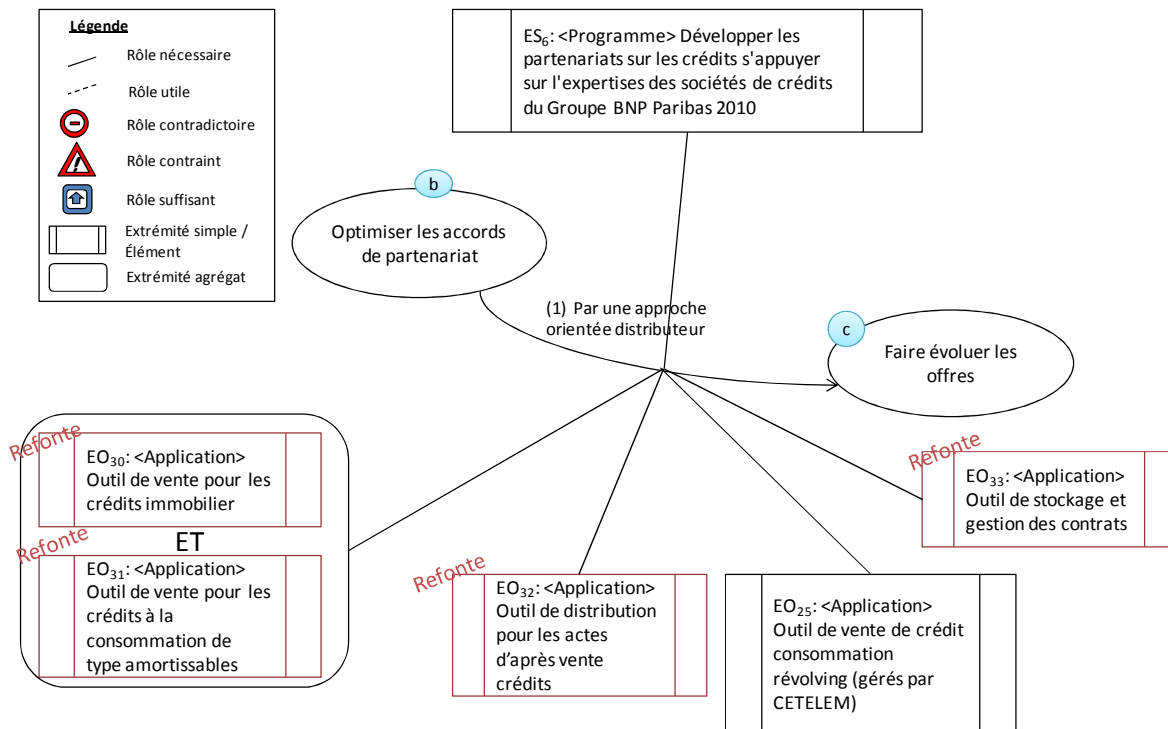 Légende
Rôle nécessaire
Rôle utile
Rôle contradictoire
Rôle contraint
Rôle suffisant
Extrémité simple /
Élément
Extrémité agrégat
ES6: <Programme> Développer les
partenariats sur les crédits s'appuyer
sur l'expertises des sociétés de crédits
du Groupe BNP Paribas 2010
b
Optimiser les accords
de partenariat
(1) Par une approche
orientée distributeur
c
Faire évoluer les
offres
Refonte
EO30: <Application>
Outil de vente pour les
crédits immobilier
ET
Refonte
EO31: <Application>
Outil de vente pour les
crédits à la
consommation de
type amortissables
Refonte
EO32: <Application>
Outil de distribution
pour les actes
d’après vente
crédits
EO25: <Application>
Outil de vente de crédit
consommation
révolving (gérés par
CETELEM)
Refonte
EO33: <Application>
Outil de stockage et
gestion des contrats